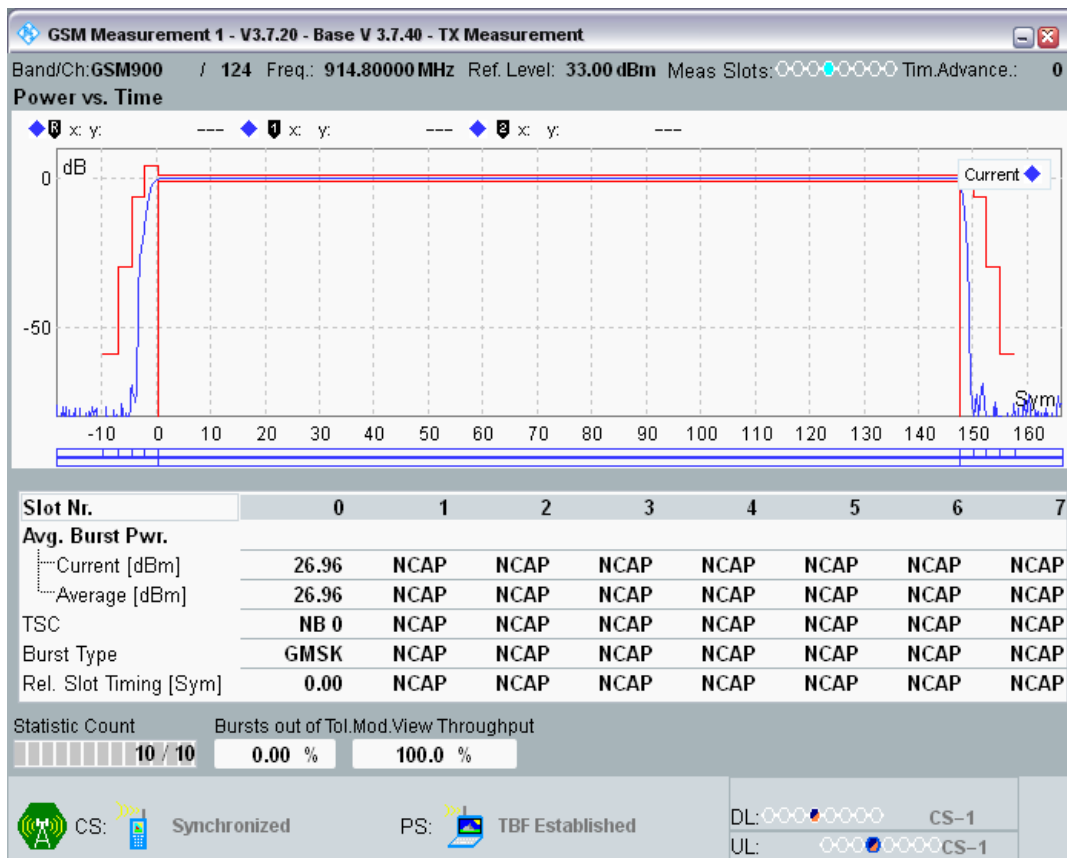 GSM Measurement 1 - V3.7.20 - Base V 3.7.40 - TX Measurement
Band/Ch:GSM900 / 124 Freq.: 914.80000 MHz Ref. Level: 33.00 dBm Meas Slots: Tim.Advance.: 0
Power vs. Time
R x: y: --- 1 x: y: --- 2 x: y: ---
dB
Current
0
-50
Sym
-10 0 10 20 30 40 50 60 70 80 90 100 110 120 130 140 150 160
Slot Nr. 0 1 2 3 4 5 6 7
Avg. Burst Pwr.
Current [dBm] 26.96 NCAP NCAP NCAP NCAP NCAP NCAP NCAP
Average [dBm] 26.96 NCAP NCAP NCAP NCAP NCAP NCAP NCAP
TSC NB 0 NCAP NCAP NCAP NCAP NCAP NCAP NCAP
Burst Type GMSK NCAP NCAP NCAP NCAP NCAP NCAP NCAP
Rel. Slot Timing [Sym] 0.00 NCAP NCAP NCAP NCAP NCAP NCAP NCAP
Statistic Count Bursts out of Tol.Mod.View Throughput
10 / 10 0.00 % 100.0 %
CS: Synchronized PS: TBF Established
DL: CS-1
UL: CS-1